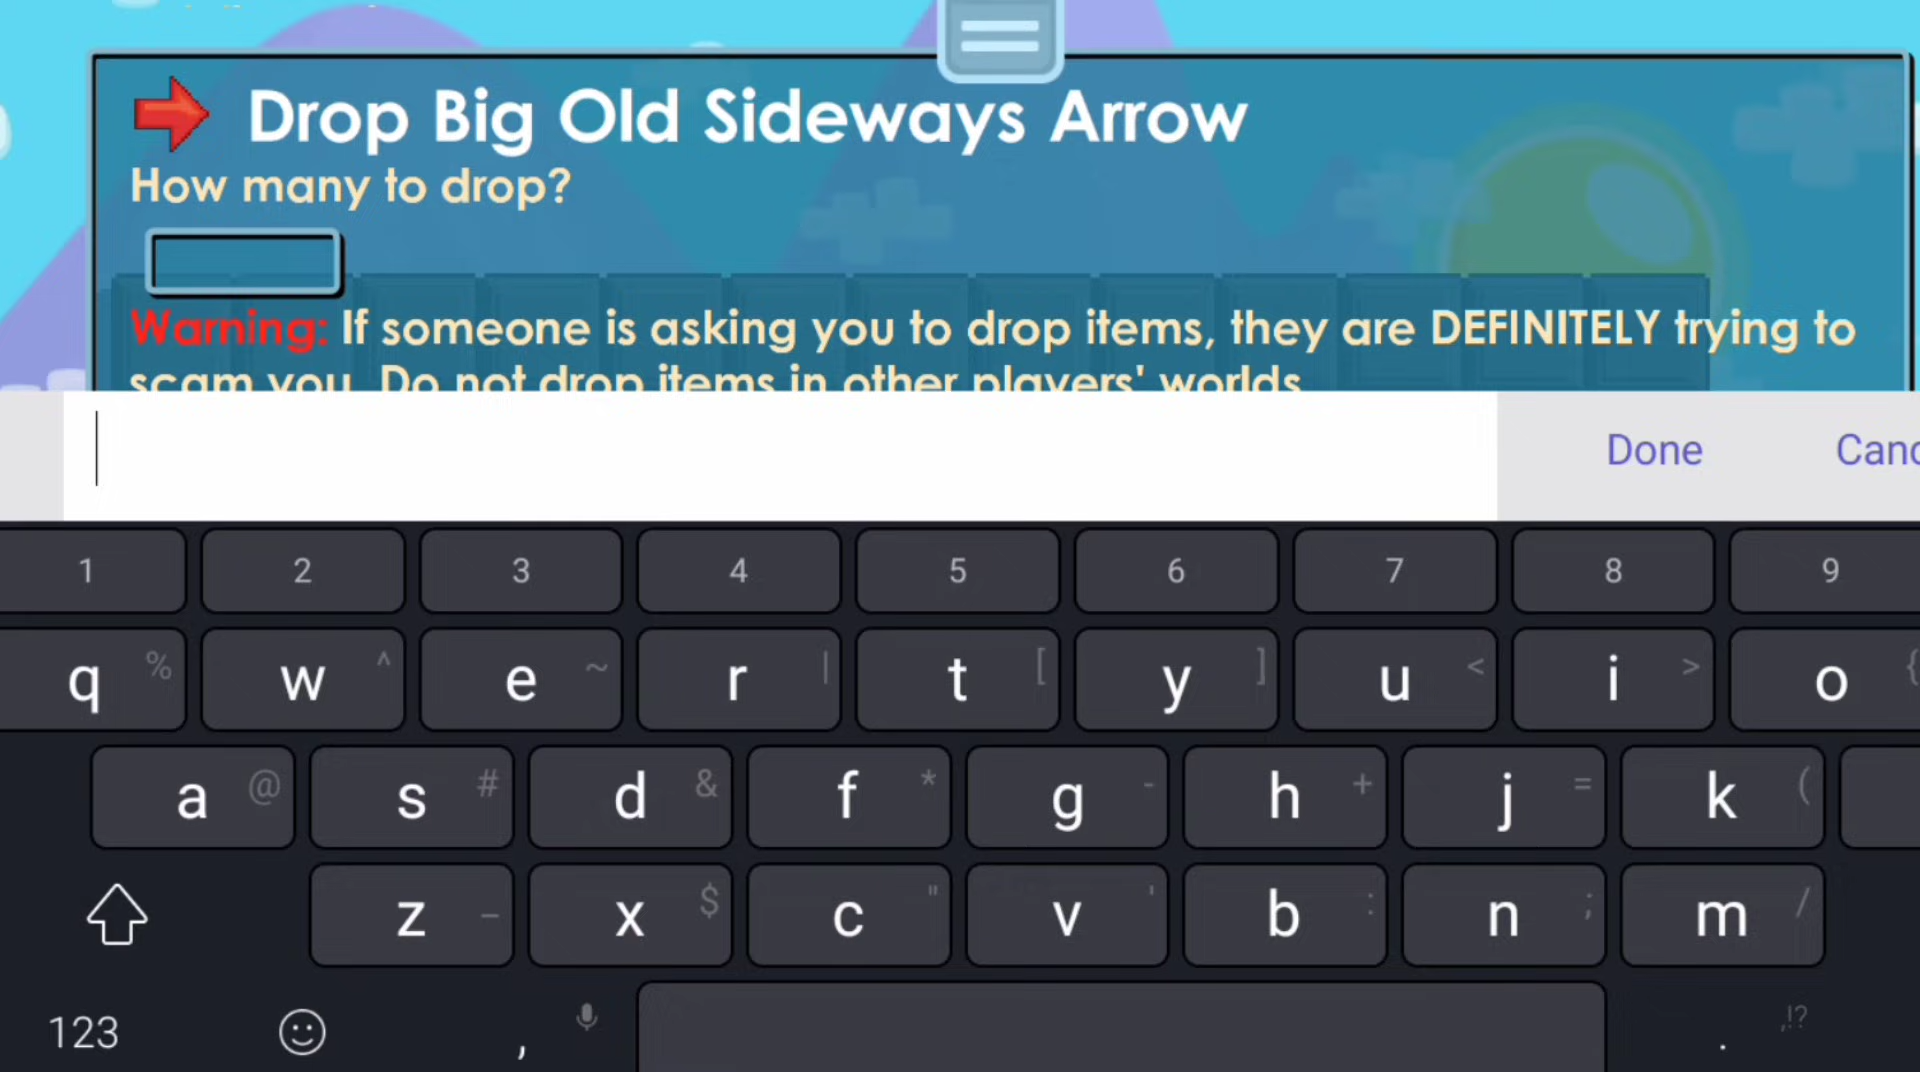 Drop Big Old Sideways Arrow
How many to drop?
Warning: If someone is asking you to drop items, they are DEFINITELY trying to
scam you. Do not drop items in other players' worlds.
Done Canc
1 2 3 4 5 6 7 8 9
q % w ^ e ~ r | t [ y ] u < i > o {
a @ s # d & f * g - h + j = k (
z _ x $ c " v ' b : n ; m /
123 , . ,!?